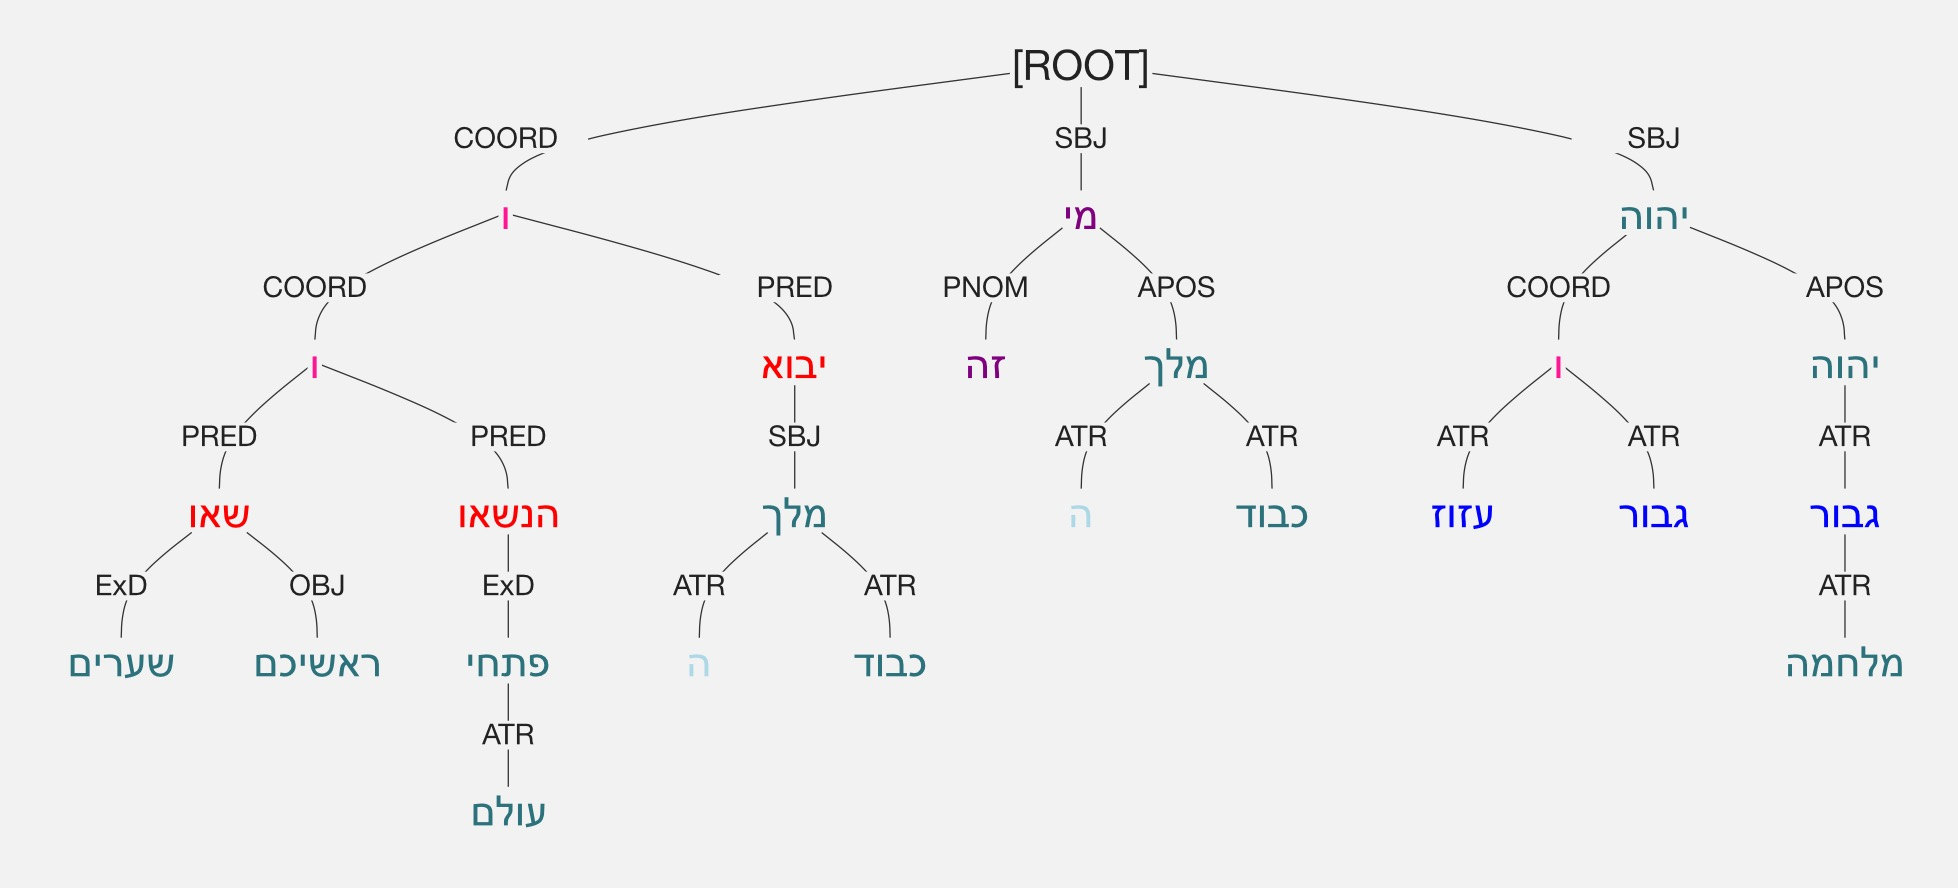 [ROOT]
COORD SBJ SBJ
ו מי יהוה
COORD PRED PNOM APOS COORD APOS
ו יבוא זה מלך ו יהוה
PRED PRED SBJ ATR ATR ATR ATR ATR
שאו הנשאו מלך ה כבוד עזוז גבור גבור
ExD OBJ ExD ATR ATR ATR
שערים ראשיכם פתחי ה כבוד מלחמה
ATR
עולם